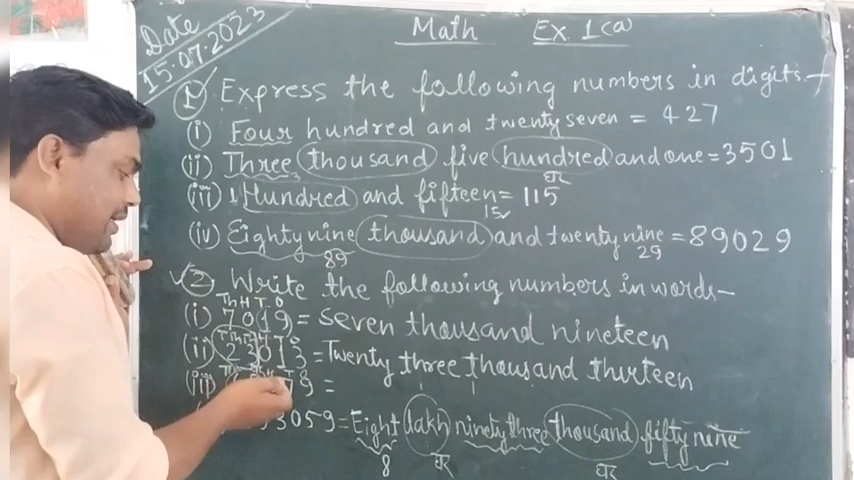 Date
15.07.2023
Math Ex. 1(a)
1. Express the following numbers in digits-
(i) Four hundred and twenty seven = 427
(ii) Three thousand five hundred and one = 3501
3
(iii) 1 Hundred and fifteen = 115
15
(iv) Eighty nine thousand and twenty nine = 89029
89 29
2. Write the following numbers in words-
Th H T O
(i) 7019 = seven thousand nineteen
(ii) 23013 = Twenty three thousand thirteen
(iii) 9 =
3059 = Eight lakh ninety three thousand fifty nine
8